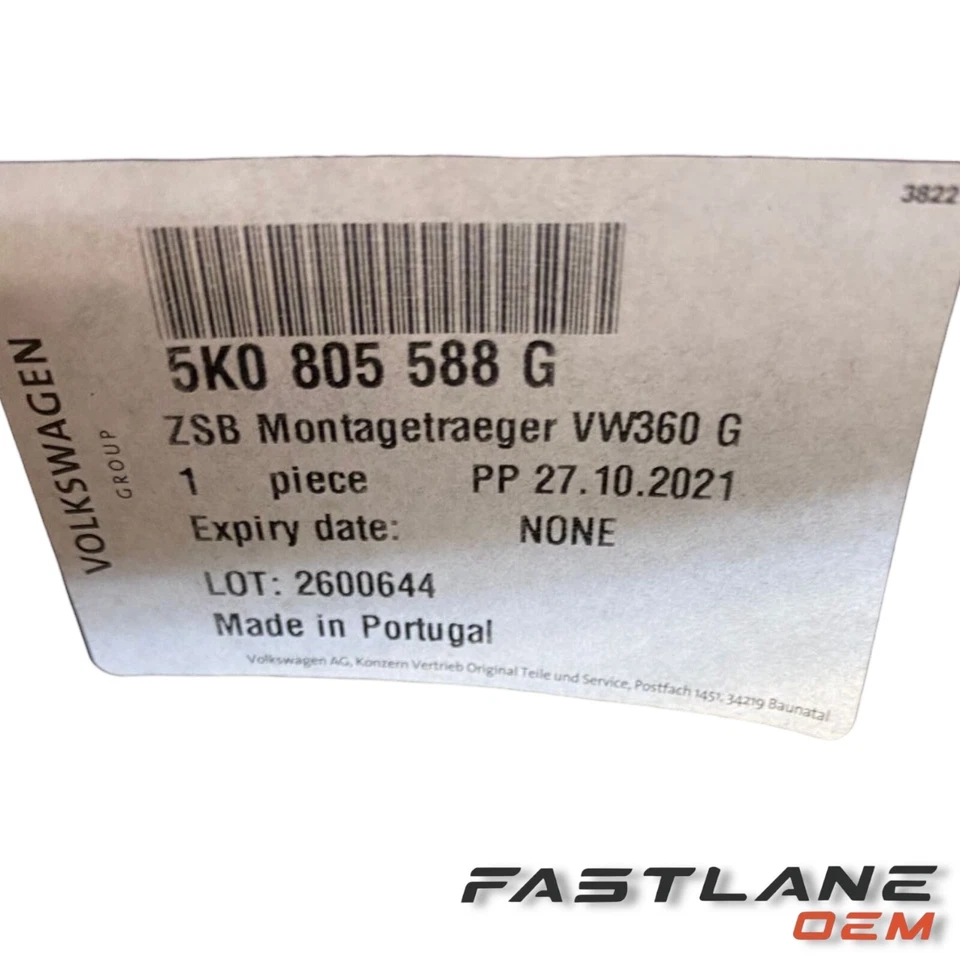 3822
VOLKSWAGEN
GROUP
5K0 805 588 G
ZSB Montagetraeger VW360 G
1 piece PP 27.10.2021
Expiry date: NONE
LOT: 2600644
Made in Portugal
Volkswagen AG, Konzern Vertrieb Original Teile und Service, Postfach 1451, 34219 Baunatal
FASTLANE
OEM